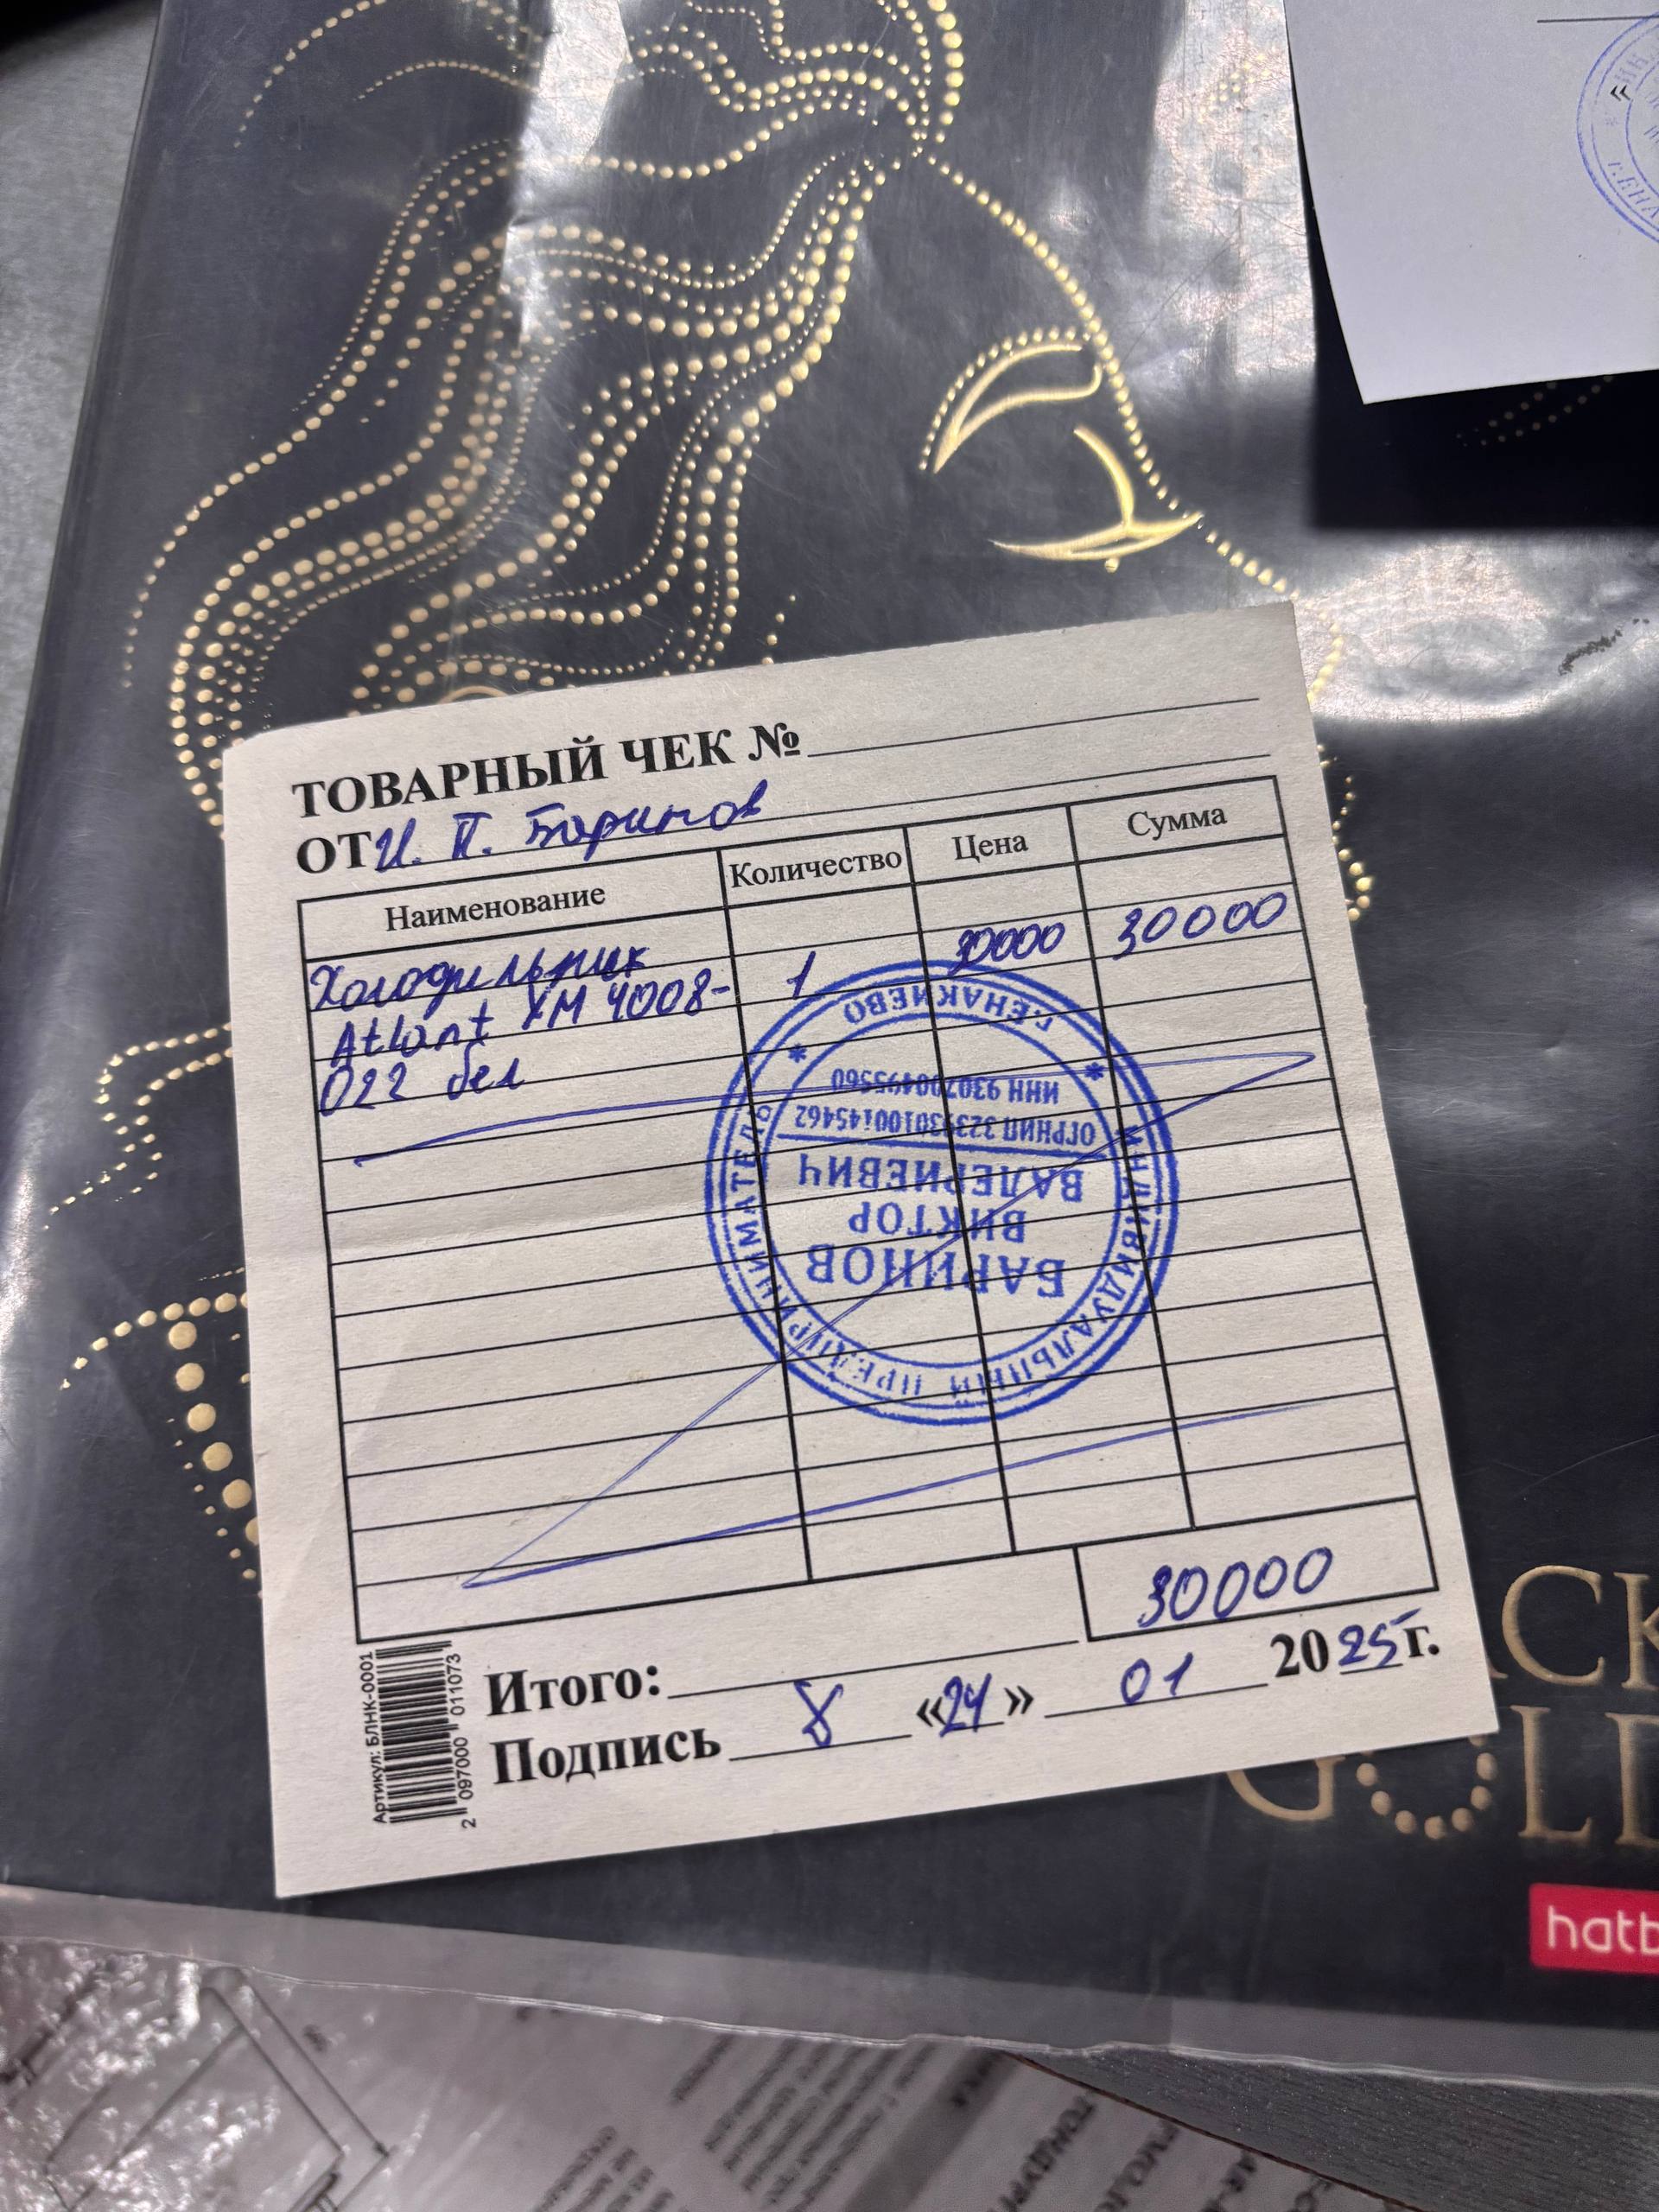 ТОВАРНЫЙ ЧЕК №
ОТ И. П. Баринов
Наименование Количество Цена Сумма
Холодильник 1 30000 30000
Atlant ХМ 4008-
022 бел
Г.ЕНАКИЕВО
ИНДИВИДУАЛЬНЫЙ ПРЕДПРИНИМАТЕЛЬ
БАРИНОВ
ВИКТОР
ВАЛЕРИЕВИЧ
ОГРНИП
ИНН 930700495560
30000
Итого:
Подпись «24» 01 2025 г.
Артикул: БЛНК-0001
2 097000 011073
GOLD
hatb